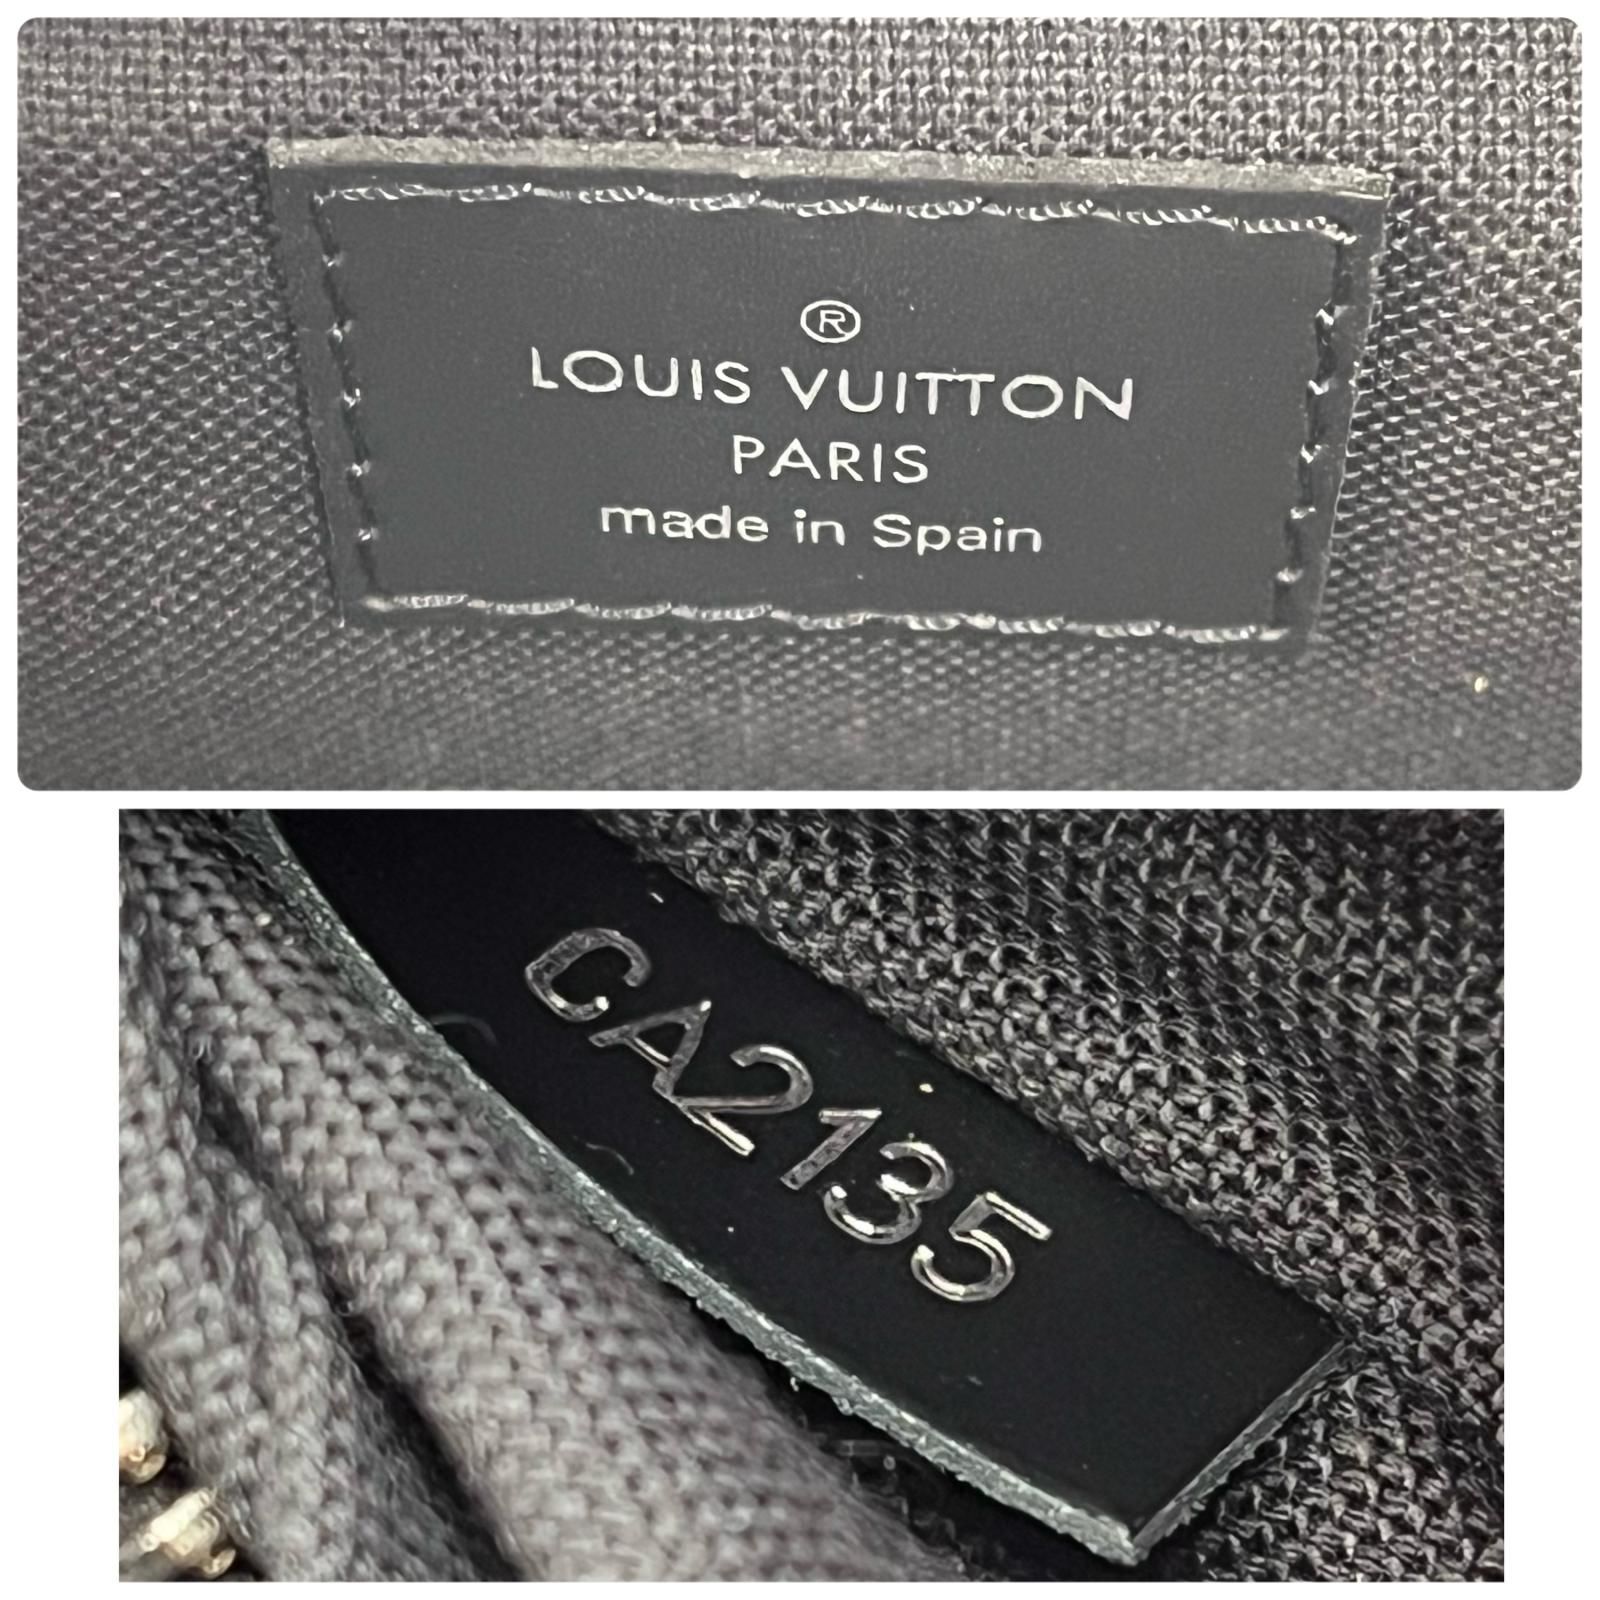 ®
LOUIS VUITTON
PARIS
made in Spain
CA2135